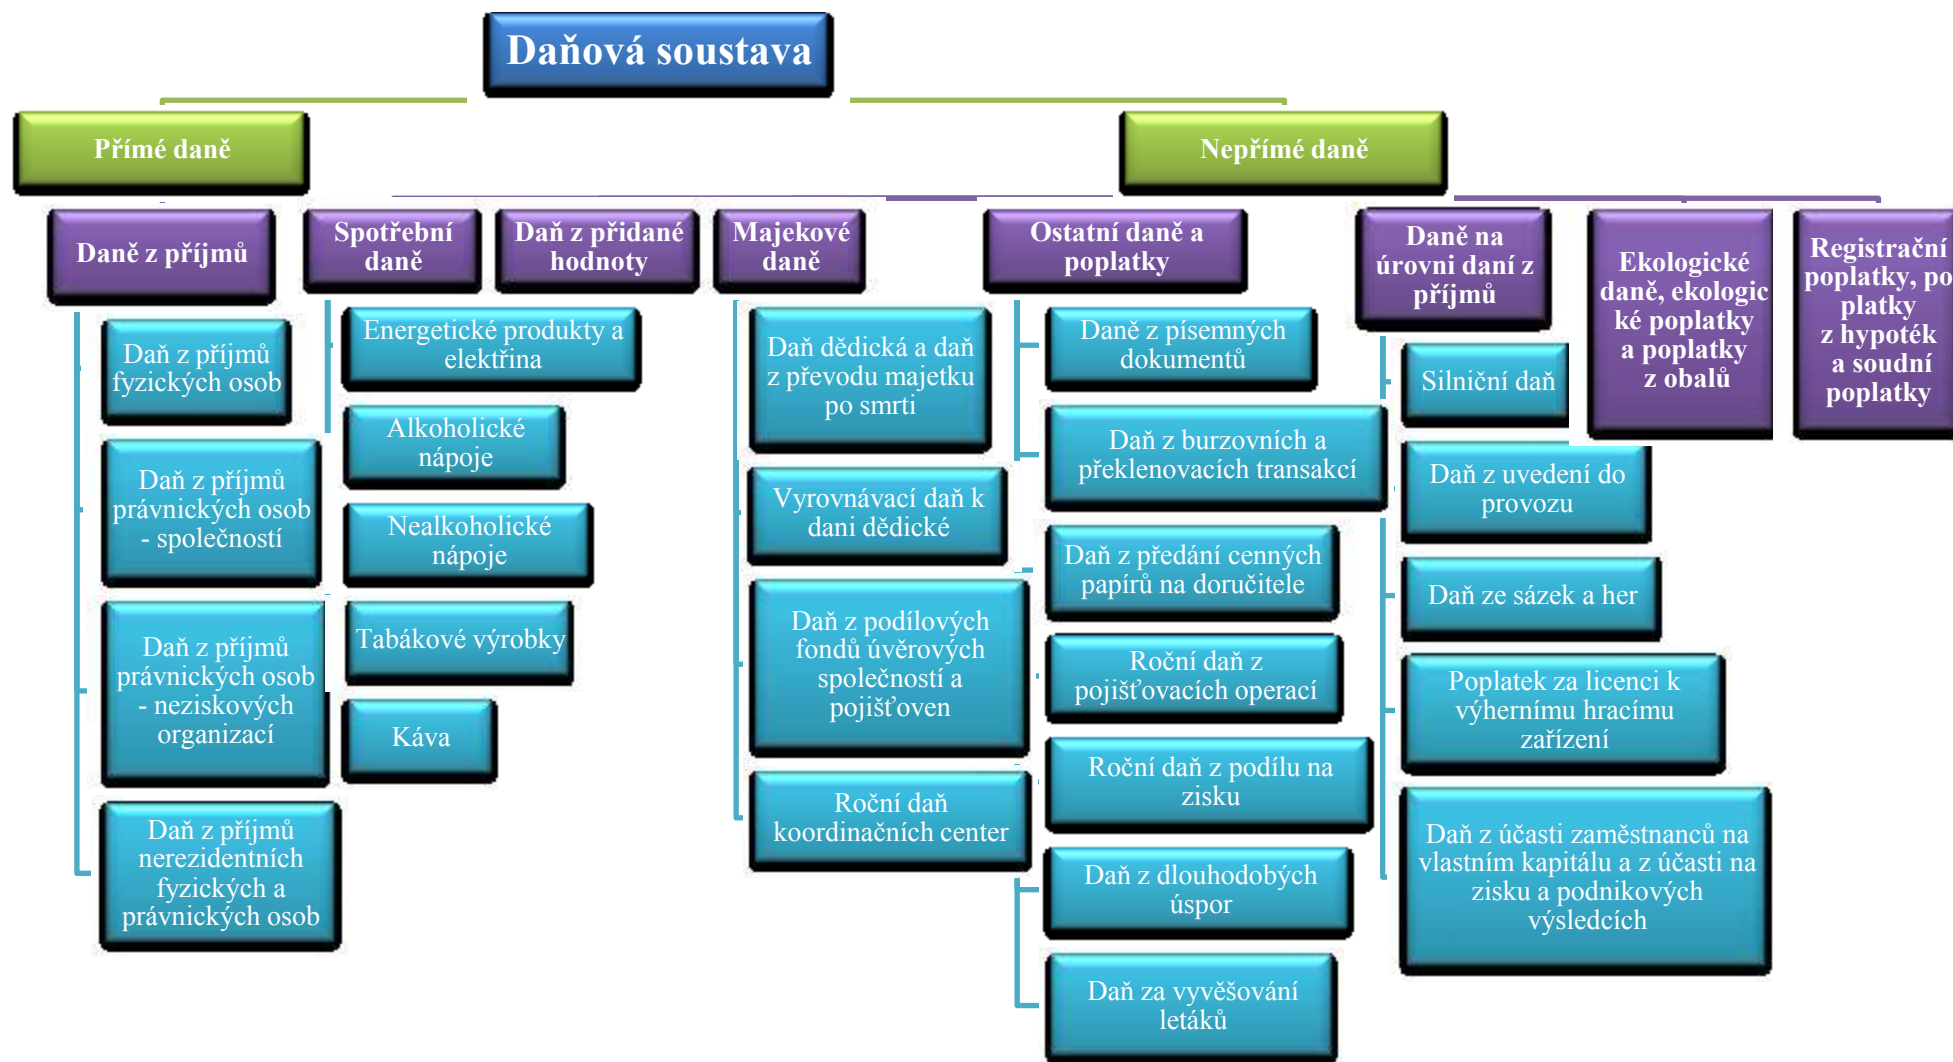 Daňová soustava
Přímé daně
Nepřímé daně
Daně z příjmů
Daň z příjmů
fyzických osob
Daň z příjmů
právnických osob
- společností
Daň z příjmů
právnických osob
- neziskových
organizací
Daň z příjmů
nerezidentních
fyzických a
právnických osob
Spotřební
daně
Energetické produkty a
elektřina
Alkoholické
nápoje
Nealkoholické
nápoje
Tabákové výrobky
Káva
Daň z přidané
hodnoty
Majekové
daně
Daň dědická a daň
z převodu majetku
po smrti
Vyrovnávací daň k
dani dědické
Daň z podílových
fondů úvěrových
společností a
pojišťoven
Roční daň
koordinačních center
Ostatní daně a
poplatky
Daně z písemných
dokumentů
Daň z burzovních a
překlenovacích transakcí
Daň z předání cenných
papírů na doručitele
Roční daň z
pojišťovacích operací
Roční daň z podílu na
zisku
Daň z dlouhodobých
úspor
Daň za vyvěšování
letáků
Daně na
úrovni daní z
příjmů
Silniční daň
Daň z uvedení do
provozu
Daň ze sázek a her
Poplatek za licenci k
výhernímu hracímu
zařízení
Daň z účasti zaměstnanců na
vlastním kapitálu a z účasti na
zisku a podnikových
výsledcích
Ekologické
daně, ekologic
ké poplatky
a poplatky
z obalů
Registrační
poplatky, po
platky
z hypoték
a soudní
poplatky